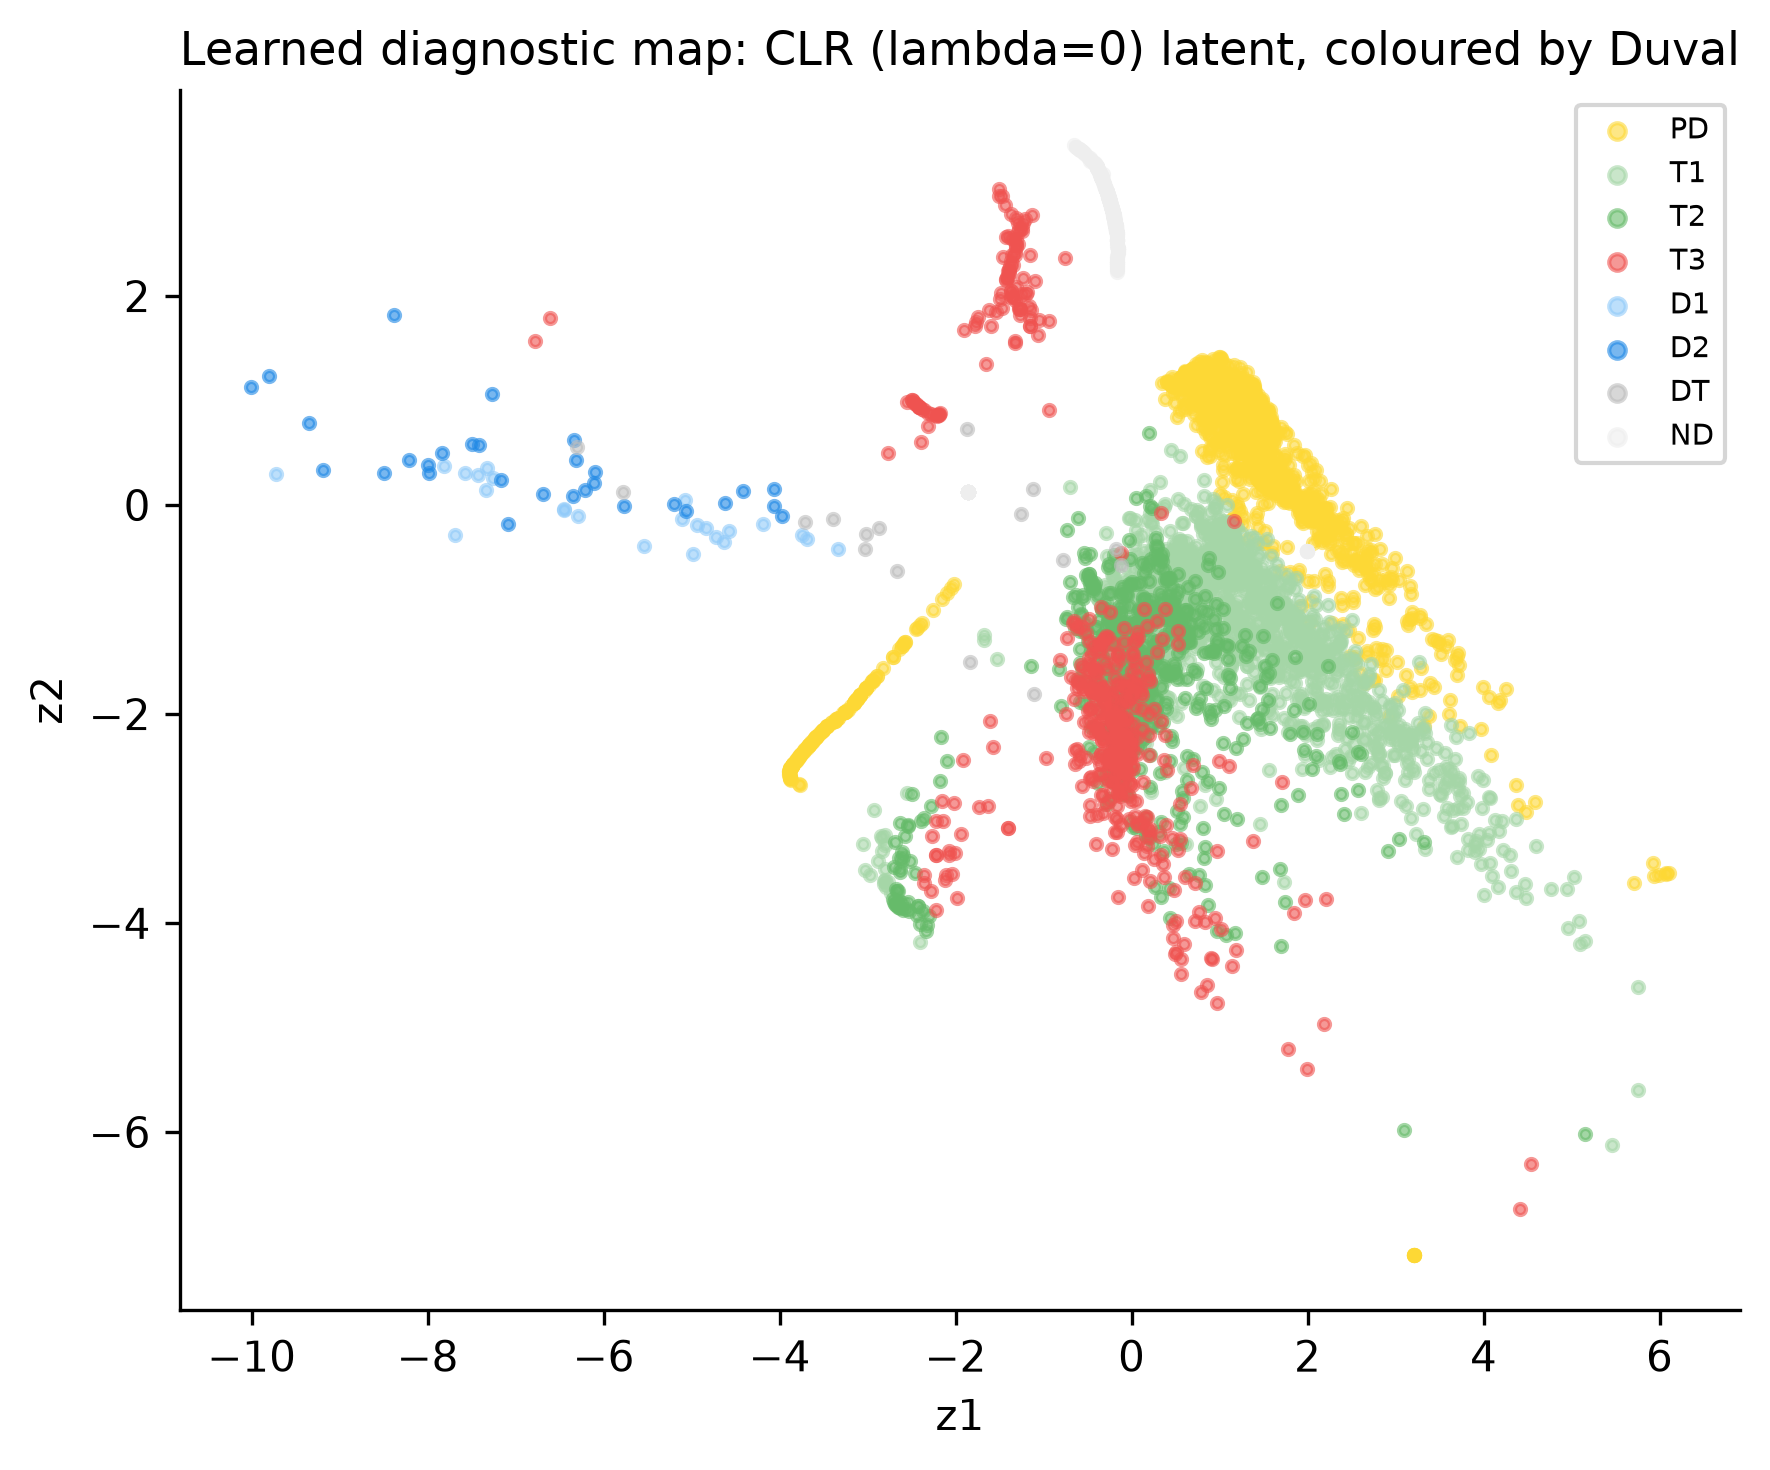 Learned diagnostic map: CLR (lambda=0) latent, coloured by Duval
PD
T1
T2
T3
D1
D2
DT
ND
2
0
−2
−4
−6
z2
−10 −8 −6 −4 −2 0 2 4 6
z1